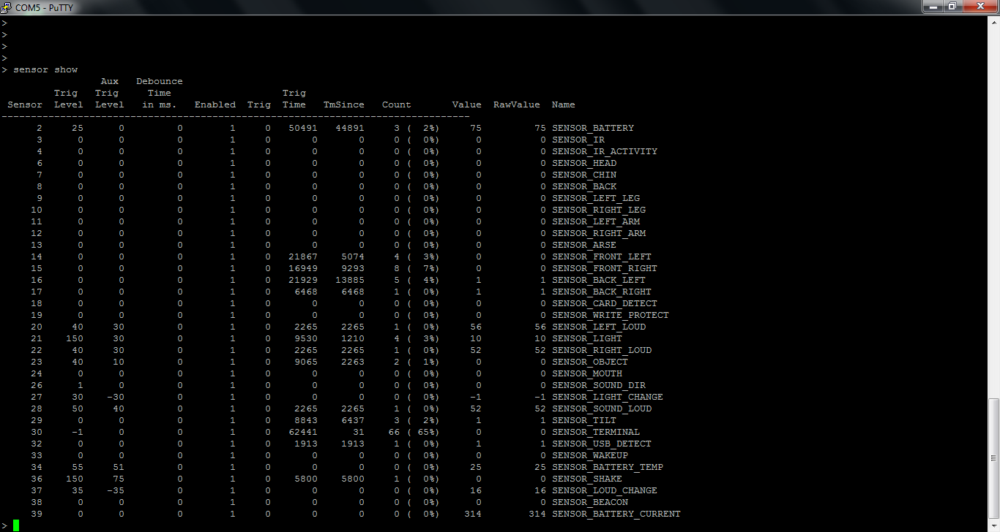 COM5 - PuTTY
>
>
>
>
> sensor show
Aux Debounce
Trig Trig Time Trig
Sensor Level Level in ms. Enabled Trig Time TmSince Count Value RawValue Name
--------------------------------------------------------------------------------
2 25 0 0 1 0 50491 44891 3 ( 2%) 75 75 SENSOR_BATTERY
3 0 0 0 1 0 0 0 0 ( 0%) 0 0 SENSOR_IR
4 0 0 0 1 0 0 0 0 ( 0%) 0 0 SENSOR_IR_ACTIVITY
6 0 0 0 1 0 0 0 0 ( 0%) 0 0 SENSOR_HEAD
7 0 0 0 1 0 0 0 0 ( 0%) 0 0 SENSOR_CHIN
8 0 0 0 1 0 0 0 0 ( 0%) 0 0 SENSOR_BACK
9 0 0 0 1 0 0 0 0 ( 0%) 0 0 SENSOR_LEFT_LEG
10 0 0 0 1 0 0 0 0 ( 0%) 0 0 SENSOR_RIGHT_LEG
11 0 0 0 1 0 0 0 0 ( 0%) 0 0 SENSOR_LEFT_ARM
12 0 0 0 1 0 0 0 0 ( 0%) 0 0 SENSOR_RIGHT_ARM
13 0 0 0 1 0 0 0 0 ( 0%) 0 0 SENSOR_ARSE
14 0 0 0 1 0 21867 5074 4 ( 3%) 0 0 SENSOR_FRONT_LEFT
15 0 0 0 1 0 16949 9293 8 ( 7%) 0 0 SENSOR_FRONT_RIGHT
16 0 0 0 1 0 21929 13885 5 ( 4%) 1 1 SENSOR_BACK_LEFT
17 0 0 0 1 0 6468 6468 1 ( 0%) 1 1 SENSOR_BACK_RIGHT
18 0 0 0 1 0 0 0 0 ( 0%) 0 0 SENSOR_CARD_DETECT
19 0 0 0 1 0 0 0 0 ( 0%) 0 0 SENSOR_WRITE_PROTECT
20 40 30 0 1 0 2265 2265 1 ( 0%) 56 56 SENSOR_LEFT_LOUD
21 150 30 0 1 0 9530 1210 4 ( 3%) 10 10 SENSOR_LIGHT
22 40 30 0 1 0 2265 2265 1 ( 0%) 52 52 SENSOR_RIGHT_LOUD
23 40 10 0 1 0 9065 2263 2 ( 1%) 0 0 SENSOR_OBJECT
24 0 0 0 1 0 0 0 0 ( 0%) 0 0 SENSOR_MOUTH
26 1 0 0 1 0 0 0 0 ( 0%) 0 0 SENSOR_SOUND_DIR
27 30 -30 0 1 0 0 0 0 ( 0%) -1 -1 SENSOR_LIGHT_CHANGE
28 50 40 0 1 0 2265 2265 1 ( 0%) 52 52 SENSOR_SOUND_LOUD
29 0 0 0 1 0 8843 6437 3 ( 2%) 1 1 SENSOR_TILT
30 -1 0 0 1 0 62441 31 66 ( 65%) 0 0 SENSOR_TERMINAL
32 0 0 0 1 0 1913 1913 1 ( 0%) 1 1 SENSOR_USB_DETECT
33 0 0 0 1 0 0 0 0 ( 0%) 0 0 SENSOR_WAKEUP
34 55 51 0 1 0 0 0 0 ( 0%) 25 25 SENSOR_BATTERY_TEMP
36 150 75 0 1 0 5800 5800 1 ( 0%) 0 0 SENSOR_SHAKE
37 35 -35 0 1 0 0 0 0 ( 0%) 16 16 SENSOR_LOUD_CHANGE
38 0 0 0 1 0 0 0 0 ( 0%) 0 0 SENSOR_BEACON
39 0 0 0 1 0 0 0 0 ( 0%) 314 314 SENSOR_BATTERY_CURRENT
>